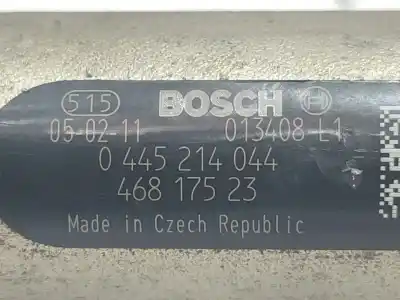 515 BOSCH
05-02-11 013408 L1
0 445 214 044
468 175 23
Made in Czech Republic